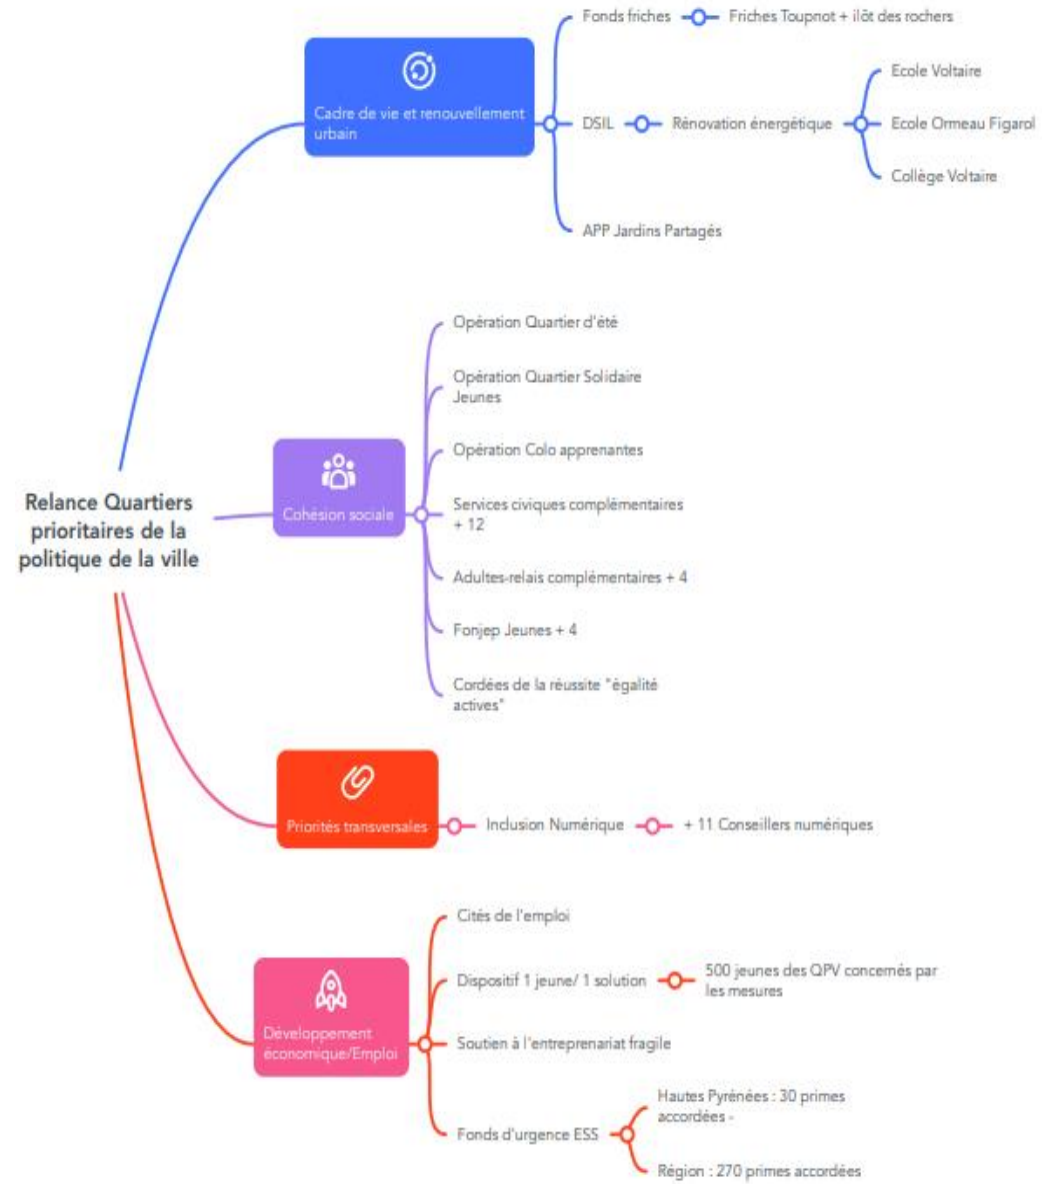 Relance Quartiers
prioritaires de la
politique de la ville
Cadre de vie et renouvellement
urbain
Fonds friches
Friches Toupnot + ilôt des rochers
DSIL
Rénovation énergétique
Ecole Voltaire
Ecole Ormeau Figarol
Collège Voltaire
APP Jardins Partagés
Cohésion sociale
Opération Quartier d'été
Opération Quartier Solidaire
Jeunes
Opération Colo apprenantes
Services civiques complémentaires
+ 12
Adultes-relais complémentaires + 4
Fonjep Jeunes + 4
Cordées de la réussite "égalité
actives"
Priorités transversales
Inclusion Numérique
+ 11 Conseillers numériques
Développement
économique/Emploi
Cités de l'emploi
Dispositif 1 jeune/ 1 solution
500 jeunes des QPV concernés par
les mesures
Soutien à l'entreprenariat fragile
Fonds d'urgence ESS
Hautes Pyrénées : 30 primes
accordées -
Région : 270 primes accordées